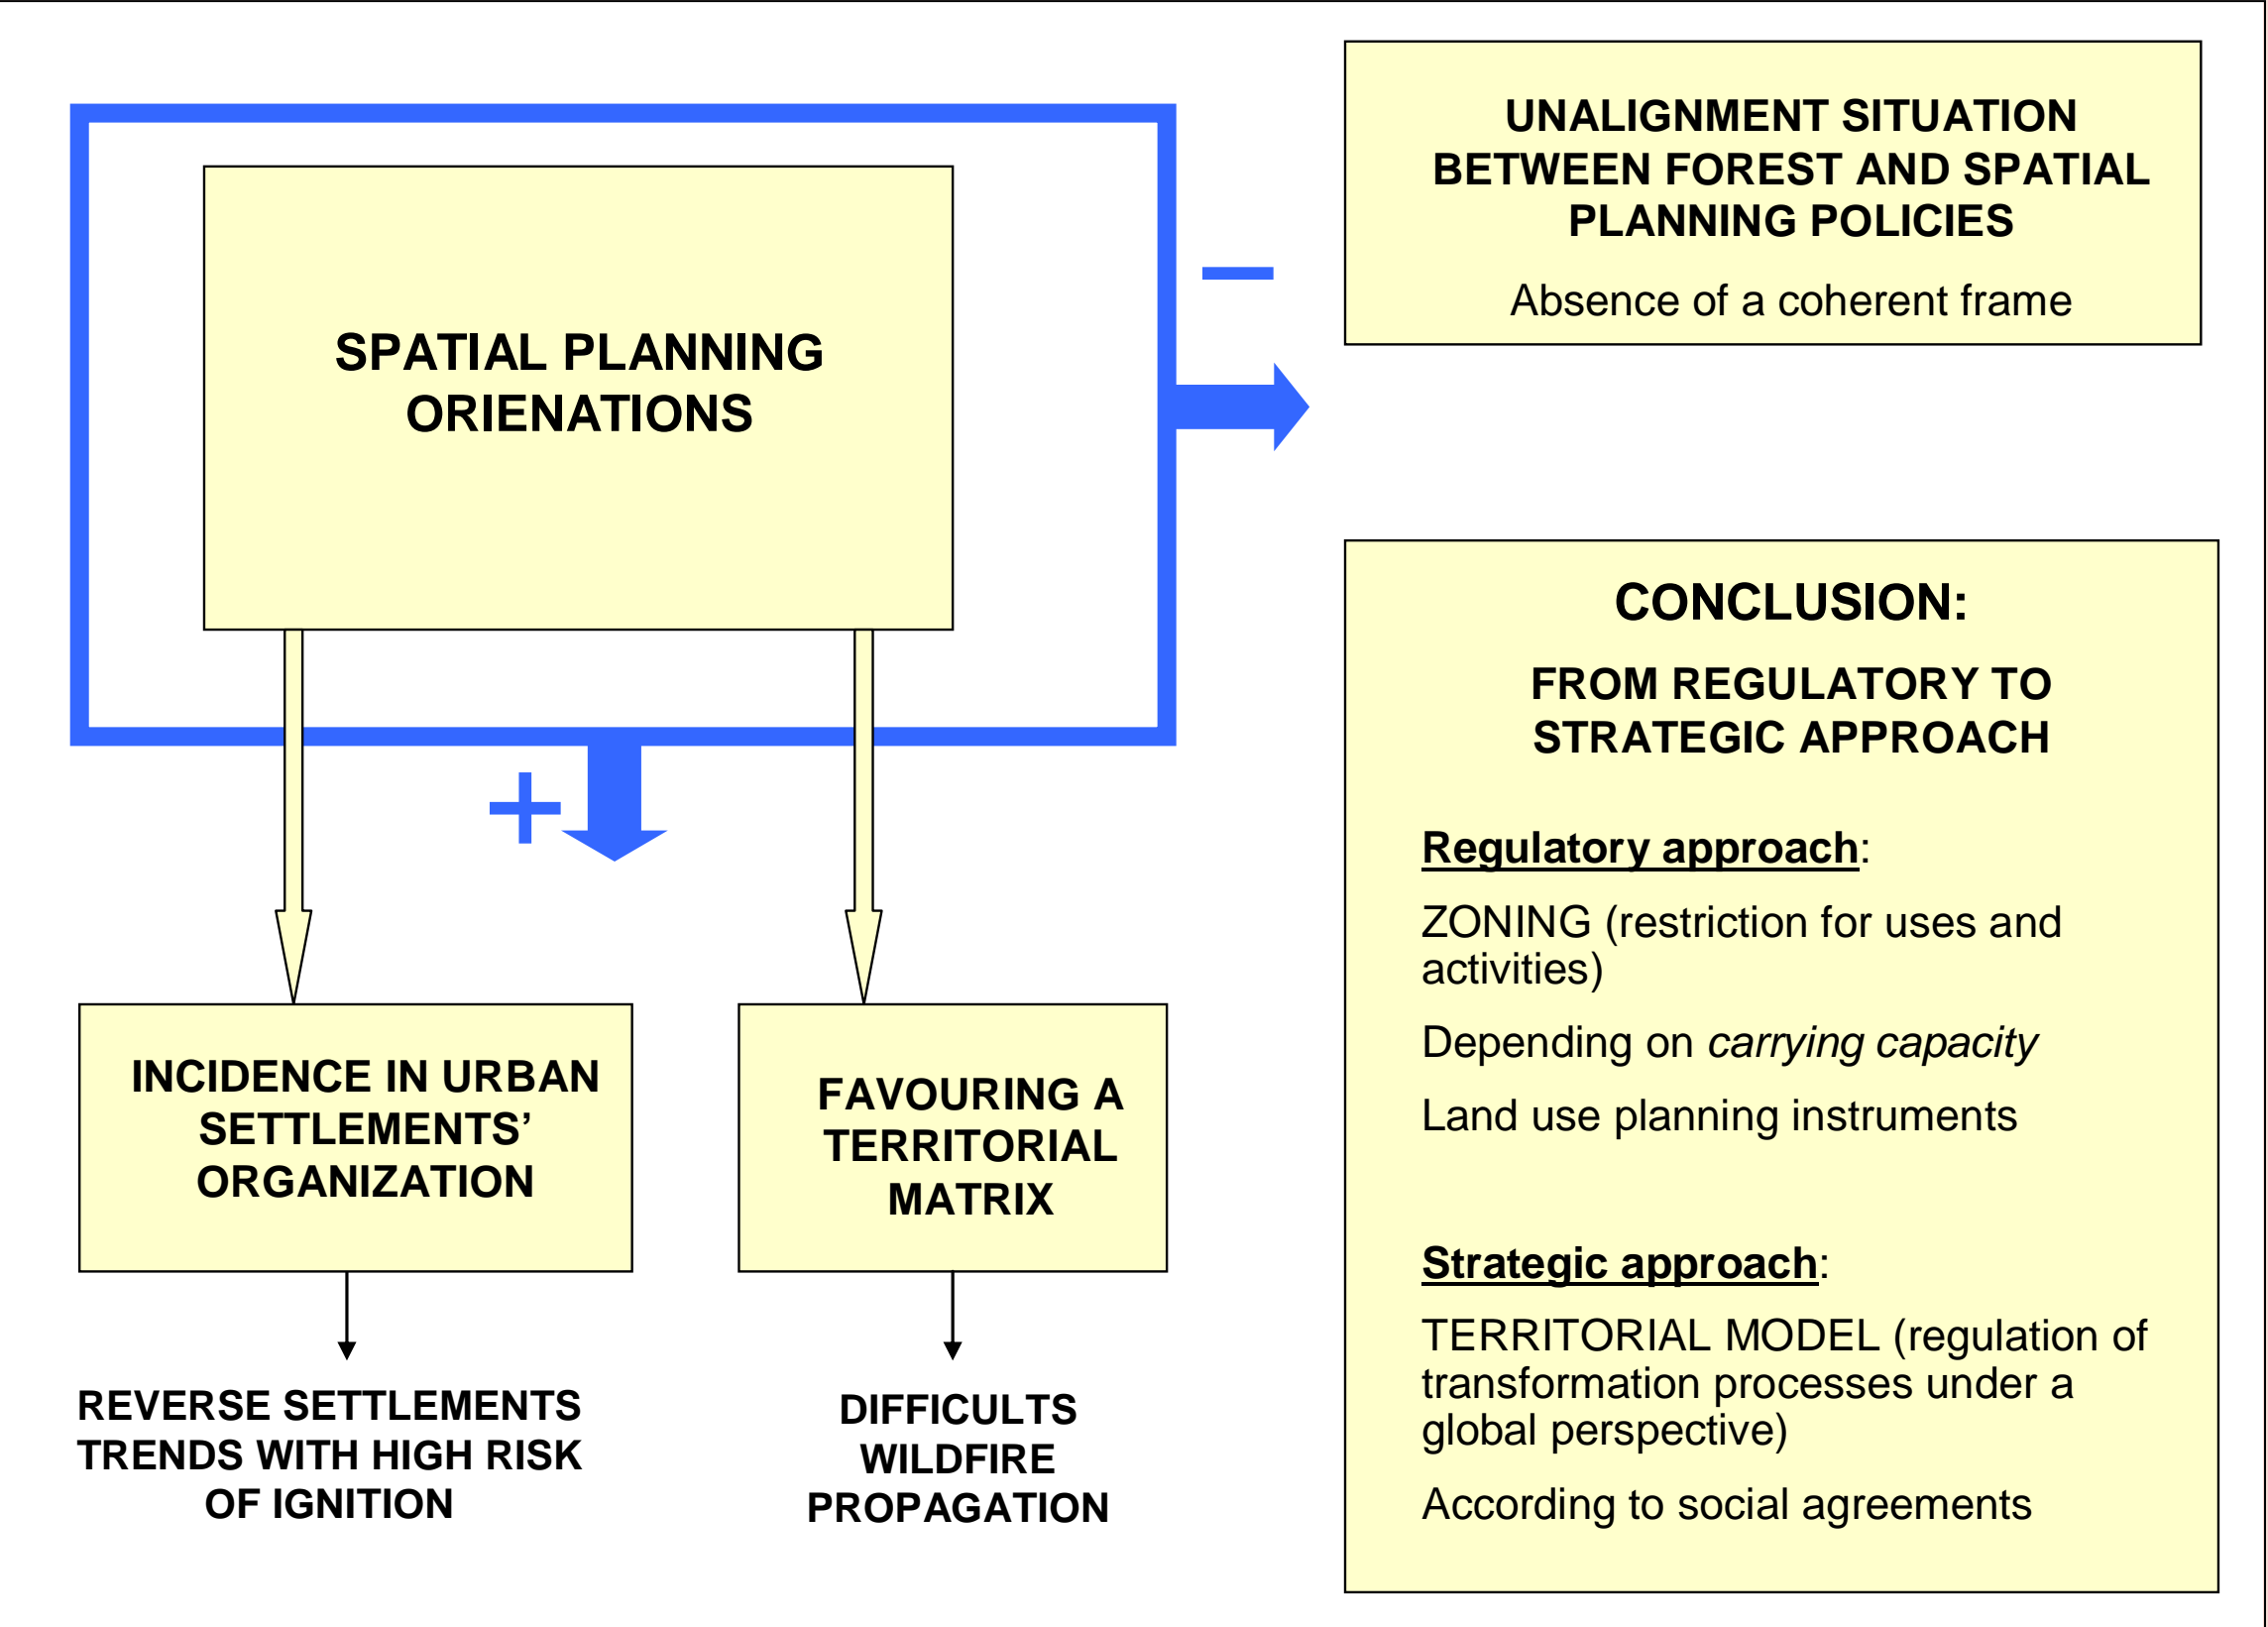 SPATIAL PLANNING
ORIENATIONS
–
+
UNALIGNMENT SITUATION
BETWEEN FOREST AND SPATIAL
PLANNING POLICIES
Absence of a coherent frame
INCIDENCE IN URBAN
SETTLEMENTS’
ORGANIZATION
FAVOURING A
TERRITORIAL
MATRIX
REVERSE SETTLEMENTS
TRENDS WITH HIGH RISK
OF IGNITION
DIFFICULTS
WILDFIRE
PROPAGATION
CONCLUSION:
FROM REGULATORY TO
STRATEGIC APPROACH
Regulatory approach:
ZONING (restriction for uses and
activities)
Depending on carrying capacity
Land use planning instruments
Strategic approach:
TERRITORIAL MODEL (regulation of
transformation processes under a
global perspective)
According to social agreements